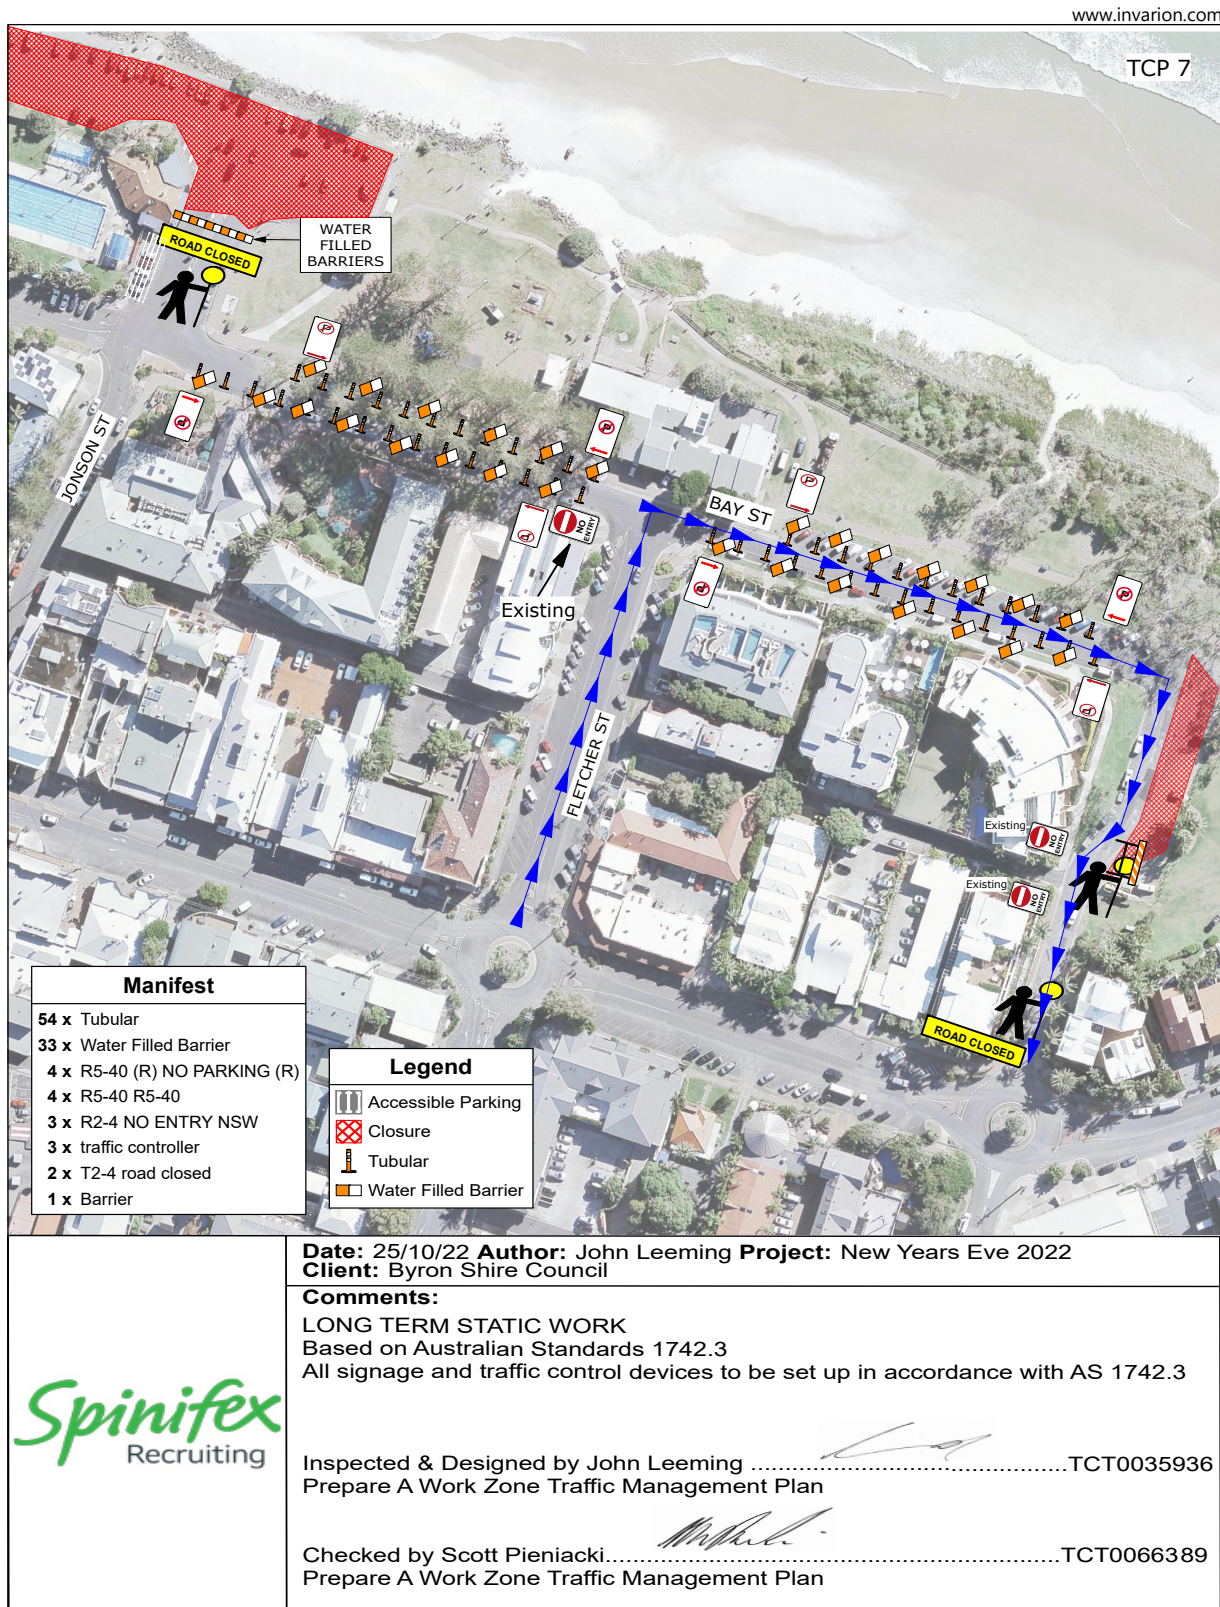 www.invarion.com
TCP 7
WATER
FILLED
BARRIERS
ROAD CLOSED
P
P
P
JONSON ST
P
P
NO
ENTRY
BAY ST
P
P
P
Existing
FLETCHER ST
Existing
NO
ENTRY
Existing
NO
ENTRY
ROAD CLOSED
Manifest
54 x Tubular
33 x Water Filled Barrier
4 x R5-40 (R) NO PARKING (R)
4 x R5-40 R5-40
3 x R2-4 NO ENTRY NSW
3 x traffic controller
2 x T2-4 road closed
1 x Barrier
Legend
Accessible Parking
Closure
Tubular
Water Filled Barrier
Date: 25/10/22 Author: John Leeming Project: New Years Eve 2022
Client: Byron Shire Council
Comments:
LONG TERM STATIC WORK
Based on Australian Standards 1742.3
All signage and traffic control devices to be set up in accordance with AS 1742.3
Spinifex
Recruiting
Inspected & Designed by John Leeming ............................................TCT0035936
Prepare A Work Zone Traffic Management Plan
Checked by Scott Pieniacki...............................................................TCT0066389
Prepare A Work Zone Traffic Management Plan